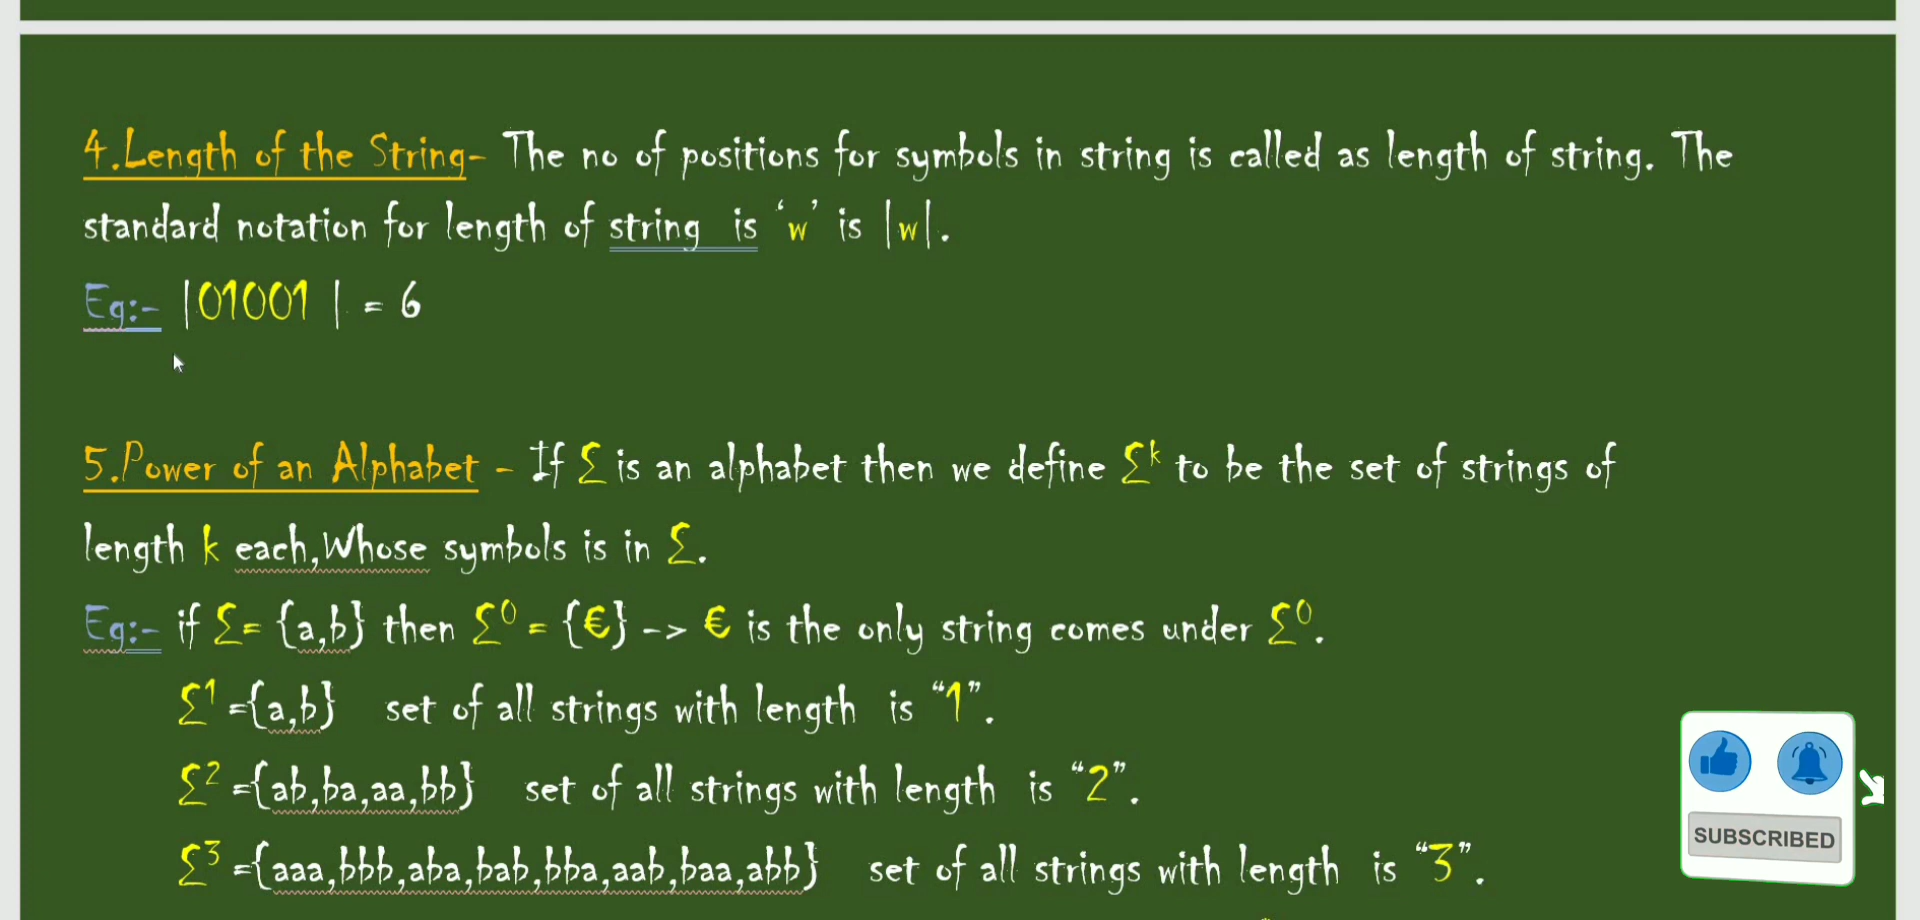 4.Length of the String- The no of positions for symbols in string is called as length of string. The
standard notation for length of string is 'w' is |w|.
Eg:- |01001 | = 6
5.Power of an Alphabet - If Σ is an alphabet then we define Σ^k to be the set of strings of
length k each,Whose symbols is in Σ.
Eg:- if Σ= {a,b} then Σ^0 = {€} -> € is the only string comes under Σ^0.
Σ^1 ={a,b} set of all strings with length is “1”.
Σ^2 ={ab,ba,aa,bb} set of all strings with length is “2”.
Σ^3 ={aaa,bbb,aba,bab,bba,aab,baa,abb} set of all strings with length is “3”.
SUBSCRIBED